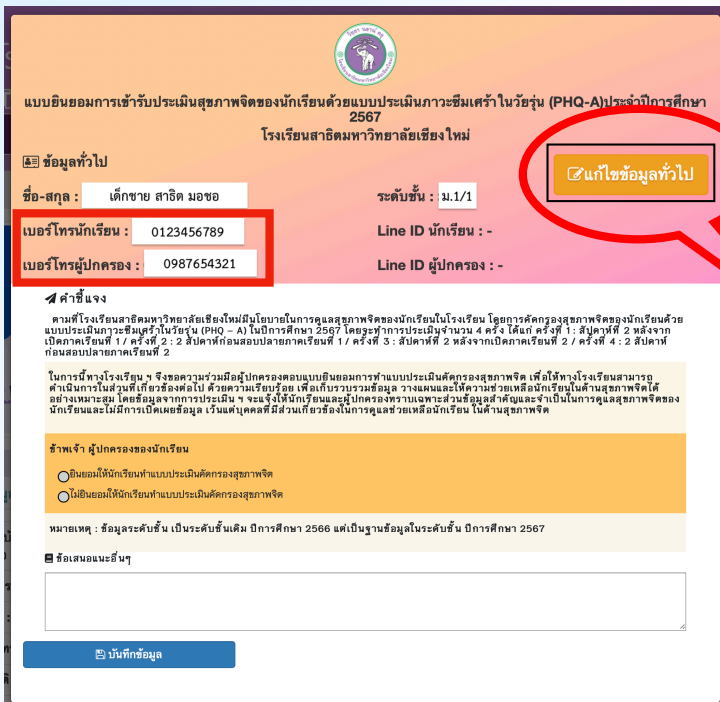 แบบยินยอมการเข้ารับประเมินสุขภาพจิตของนักเรียนด้วยแบบประเมินภาวะซึมเศร้าในวัยรุ่น (PHQ-A)ประจำปีการศึกษา
2567
โรงเรียนสาธิตมหาวิทยาลัยเชียงใหม่
ข้อมูลทั่วไป
แก้ไขข้อมูลทั่วไป
ชื่อ-สกุล : เด็กชาย สาธิต มอชอ ระดับชั้น : ม.1/1
เบอร์โทรนักเรียน : 0123456789 Line ID นักเรียน : -
เบอร์โทรผู้ปกครอง : 0987654321 Line ID ผู้ปกครอง : -
คำชี้แจง
ตามที่โรงเรียนสาธิตมหาวิทยาลัยเชียงใหม่มีนโยบายในการดูแลสุขภาพจิตของนักเรียนในโรงเรียน โดยการคัดกรองสุขภาพจิตของนักเรียนด้วย
แบบประเมินภาวะซึมเศร้าในวัยรุ่น (PHQ – A) ในปีการศึกษา 2567 โดยจะทำการประเมินจำนวน 4 ครั้ง ได้แก่ ครั้งที่ 1 : สัปดาห์ที่ 2 หลังจาก
เปิดภาคเรียนที่ 1 / ครั้งที่ 2 : 2 สัปดาห์ก่อนสอบปลายภาคเรียนที่ 1 / ครั้งที่ 3 : สัปดาห์ที่ 2 หลังจากเปิดภาคเรียนที่ 2 / ครั้งที่ 4 : 2 สัปดาห์
ก่อนสอบปลายภาคเรียนที่ 2
ในการนี้ทางโรงเรียน ฯ จึงขอความร่วมมือผู้ปกครองตอบแบบยินยอมการทำแบบประเมินคัดกรองสุขภาพจิต เพื่อให้ทางโรงเรียนสามารถ
ดำเนินการในส่วนที่เกี่ยวข้องต่อไป ด้วยความเรียบร้อย เพื่อเก็บรวบรวมข้อมูล วางแผนและให้ความช่วยเหลือนักเรียนในด้านสุขภาพจิตได้
อย่างเหมาะสม โดยข้อมูลจากการประเมิน ฯ จะแจ้งให้นักเรียนและผู้ปกครองทราบเฉพาะส่วนข้อมูลสำคัญและจำเป็นในการดูแลสุขภาพจิตของ
นักเรียนและไม่มีการเปิดเผยข้อมูล เว้นแต่บุคคลที่มีส่วนเกี่ยวข้องในการดูแลช่วยเหลือนักเรียน ในด้านสุขภาพจิต
ข้าพเจ้า ผู้ปกครองของนักเรียน
ยินยอมให้นักเรียนทำแบบประเมินคัดกรองสุขภาพจิต
ไม่ยินยอมให้นักเรียนทำแบบประเมินคัดกรองสุขภาพจิต
หมายเหตุ : ข้อมูลระดับชั้น เป็นระดับชั้นเดิม ปีการศึกษา 2566 แต่เป็นฐานข้อมูลในระดับชั้น ปีการศึกษา 2567
ข้อเสนอแนะอื่นๆ
บันทึกข้อมูล